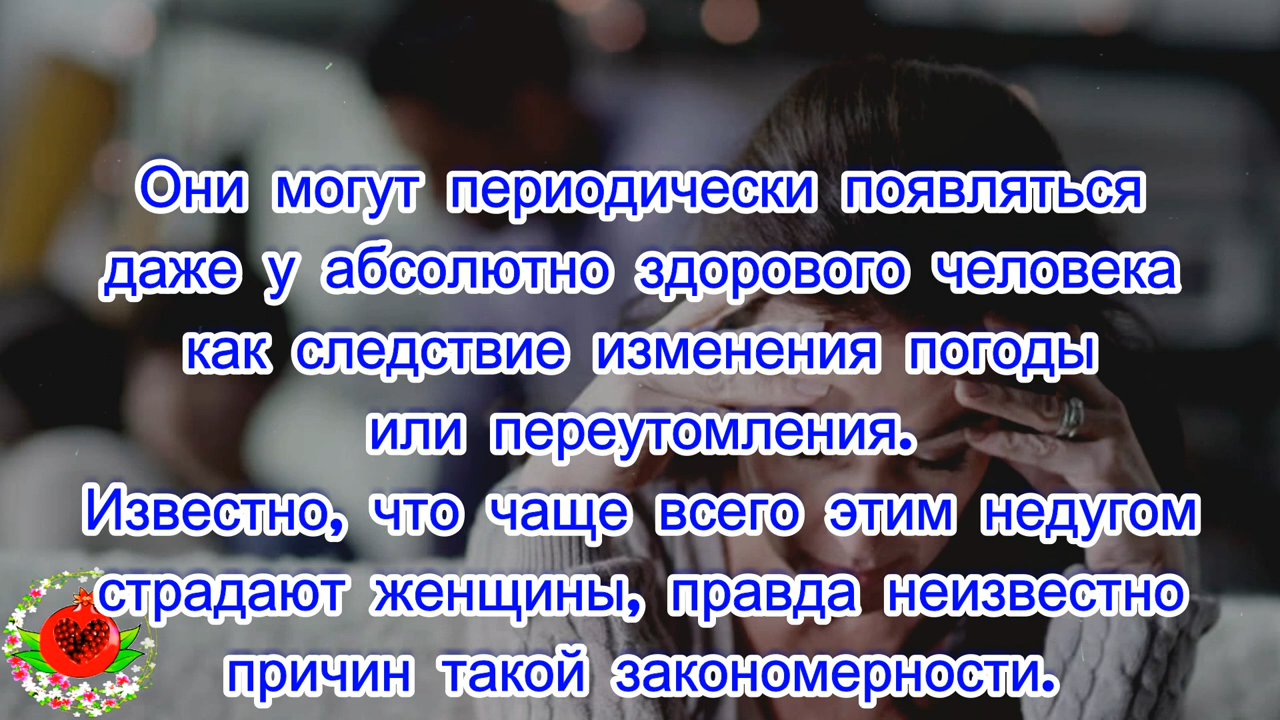 Они могут периодически появляться
даже у абсолютно здорового человека
как следствие изменения погоды
или переутомления.
Известно, что чаще всего этим недугом
страдают женщины, правда неизвестно
причин такой закономерности.